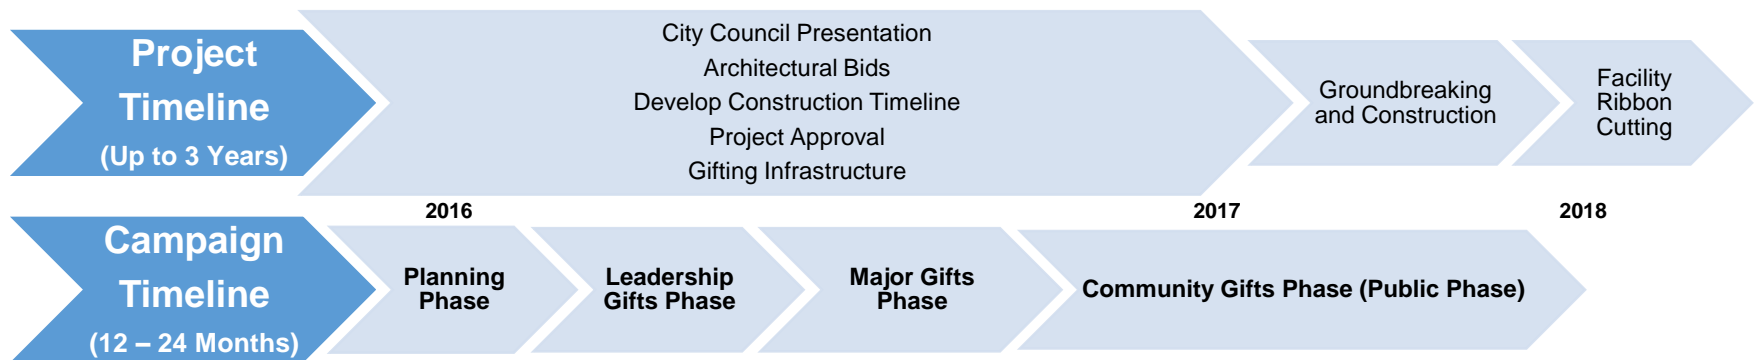 Project
Timeline
(Up to 3 Years)
City Council Presentation
Architectural Bids
Develop Construction Timeline
Project Approval
Gifting Infrastructure
Groundbreaking
and Construction
Facility
Ribbon
Cutting
2016
2017
2018
Campaign
Timeline
(12 – 24 Months)
Planning
Phase
Leadership
Gifts Phase
Major Gifts
Phase
Community Gifts Phase (Public Phase)